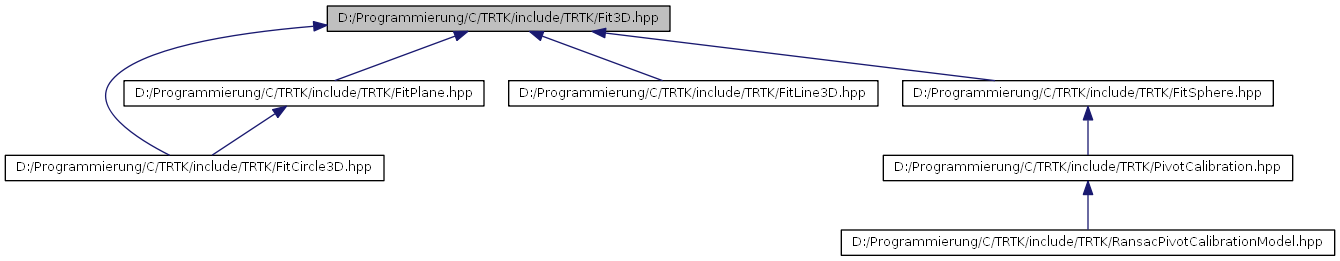 D:/Programmierung/C/TRTK/include/TRTK/Fit3D.hpp
D:/Programmierung/C/TRTK/include/TRTK/FitPlane.hpp
D:/Programmierung/C/TRTK/include/TRTK/FitLine3D.hpp
D:/Programmierung/C/TRTK/include/TRTK/FitSphere.hpp
D:/Programmierung/C/TRTK/include/TRTK/FitCircle3D.hpp
D:/Programmierung/C/TRTK/include/TRTK/PivotCalibration.hpp
D:/Programmierung/C/TRTK/include/TRTK/RansacPivotCalibrationModel.hpp